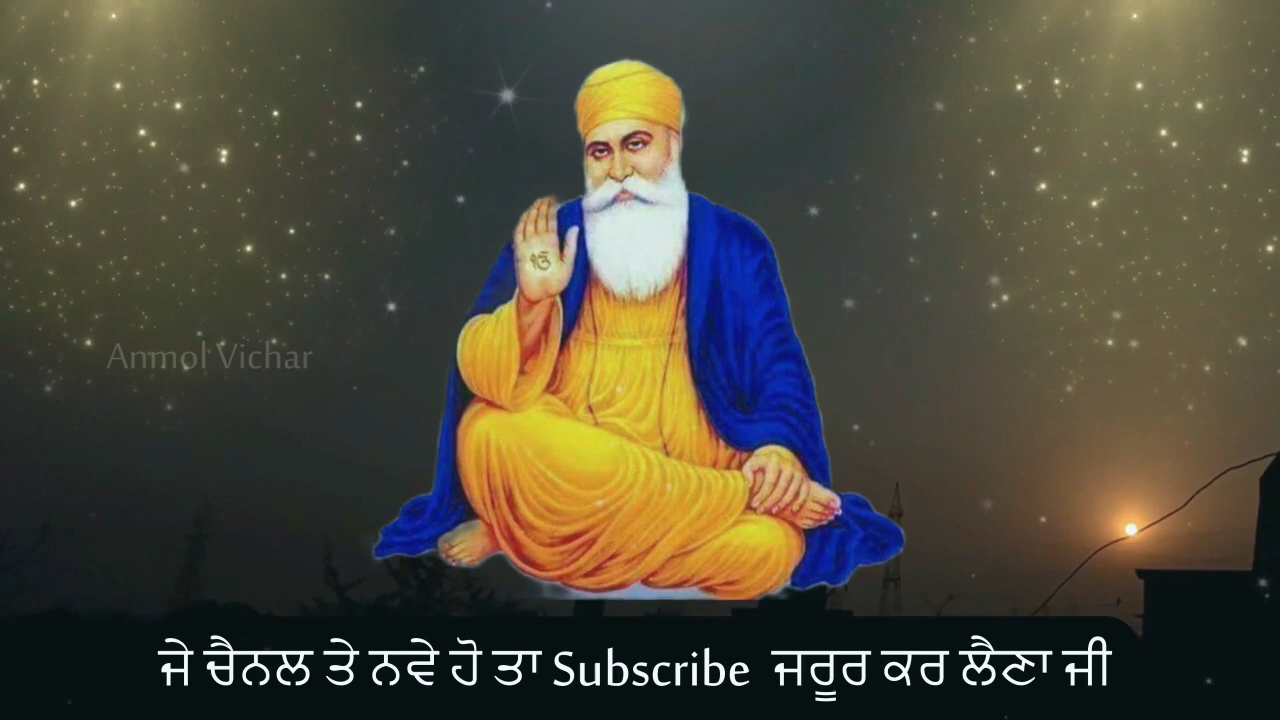 ੴ
Anmol Vichar
ਜੇ ਚੈਨਲ ਤੇ ਨਵੇ ਹੋ ਤਾ Subscribe ਜਰੂਰ ਕਰ ਲੈਣਾ ਜੀ